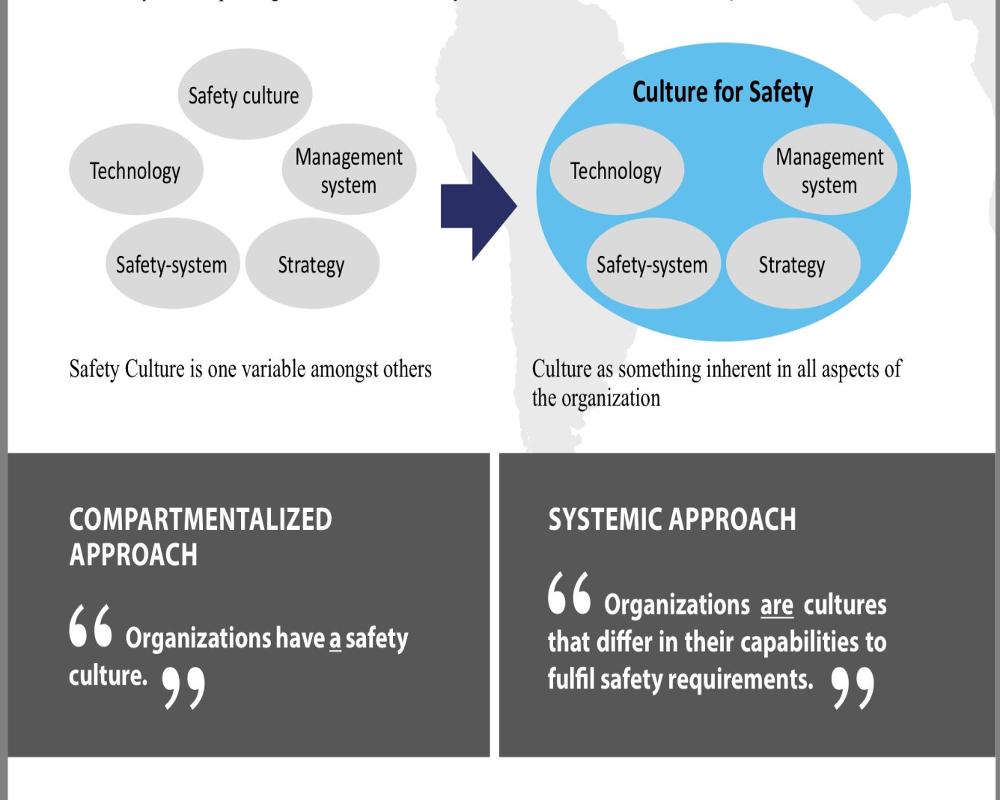 Safety culture
Technology
Management
system
Safety-system
Strategy
Culture for Safety
Technology
Management
system
Safety-system
Strategy
Safety Culture is one variable amongst others
Culture as something inherent in all aspects of
the organization
COMPARTMENTALIZED
APPROACH
“ Organizations have a safety
culture. ”
SYSTEMIC APPROACH
“ Organizations are cultures
that differ in their capabilities to
fulfil safety requirements. ”